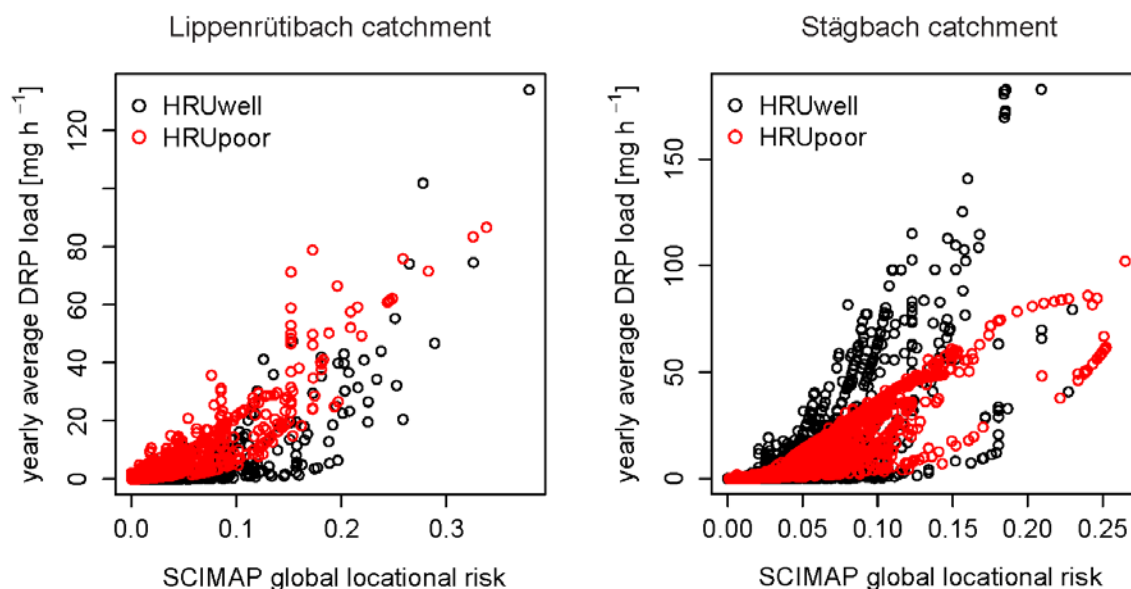 Lippenrütibach catchment
yearly average DRP load [mg h⁻¹]
120
80
60
40
20
0
HRUwell
HRUpoor
0.0 0.1 0.2 0.3
SCIMAP global locational risk
Stägbach catchment
yearly average DRP load [mg h⁻¹]
150
100
50
0
HRUwell
HRUpoor
0.00 0.05 0.10 0.15 0.20 0.25
SCIMAP global locational risk